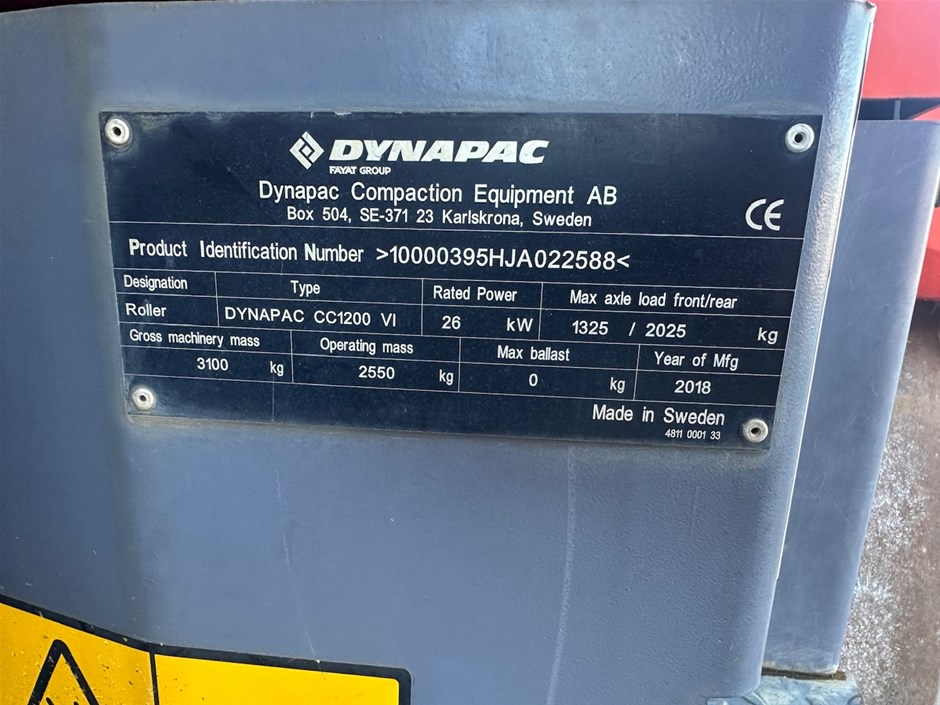 DYNAPAC
FAYAT GROUP
Dynapac Compaction Equipment AB
Box 504, SE-371 23 Karlskrona, Sweden
CE
Product Identification Number >10000395HJA022588<
Designation Type Rated Power Max axle load front/rear
Roller DYNAPAC CC1200 VI 26 kW 1325 / 2025 kg
Gross machinery mass Operating mass Max ballast Year of Mfg
3100 kg 2550 kg 0 kg 2018
Made in Sweden
4811 0001 33